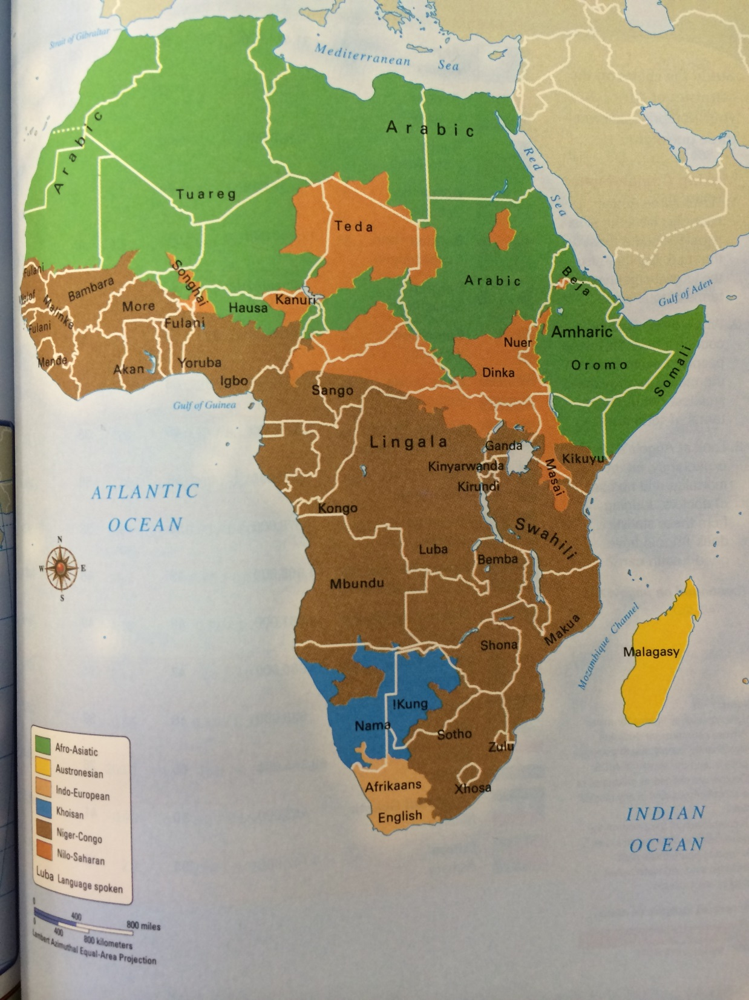 Strait of Gibraltar
Mediterranean Sea
Arabic
Arabic
Red Sea
Tuareg
Teda
Arabic
Beja
Gulf of Aden
Fulani
Wolof
Malinke
Bambara
Songhai
More
Hausa
Kanuri
Fulani
Fulani
Nuer
Amharic
Mende
Akan
Yoruba
Igbo
Dinka
Oromo
Somali
Gulf of Guinea
Sango
Lingala
Ganda
Kikuyu
Kinyarwanda
Masai
Kirundi
ATLANTIC
OCEAN
Kongo
Swahili
N
W E
S
Luba
Bemba
Mbundu
Makua
Mozambique Channel
Shona
Malagasy
!Kung
Nama
Sotho
Zulu
Afrikaans
Xhosa
English
INDIAN
OCEAN
Afro-Asiatic
Austronesian
Indo-European
Khoisan
Niger-Congo
Nilo-Saharan
Luba Language spoken
0 400 800 miles
0 400 800 kilometers
Lambert Azimuthal Equal-Area Projection